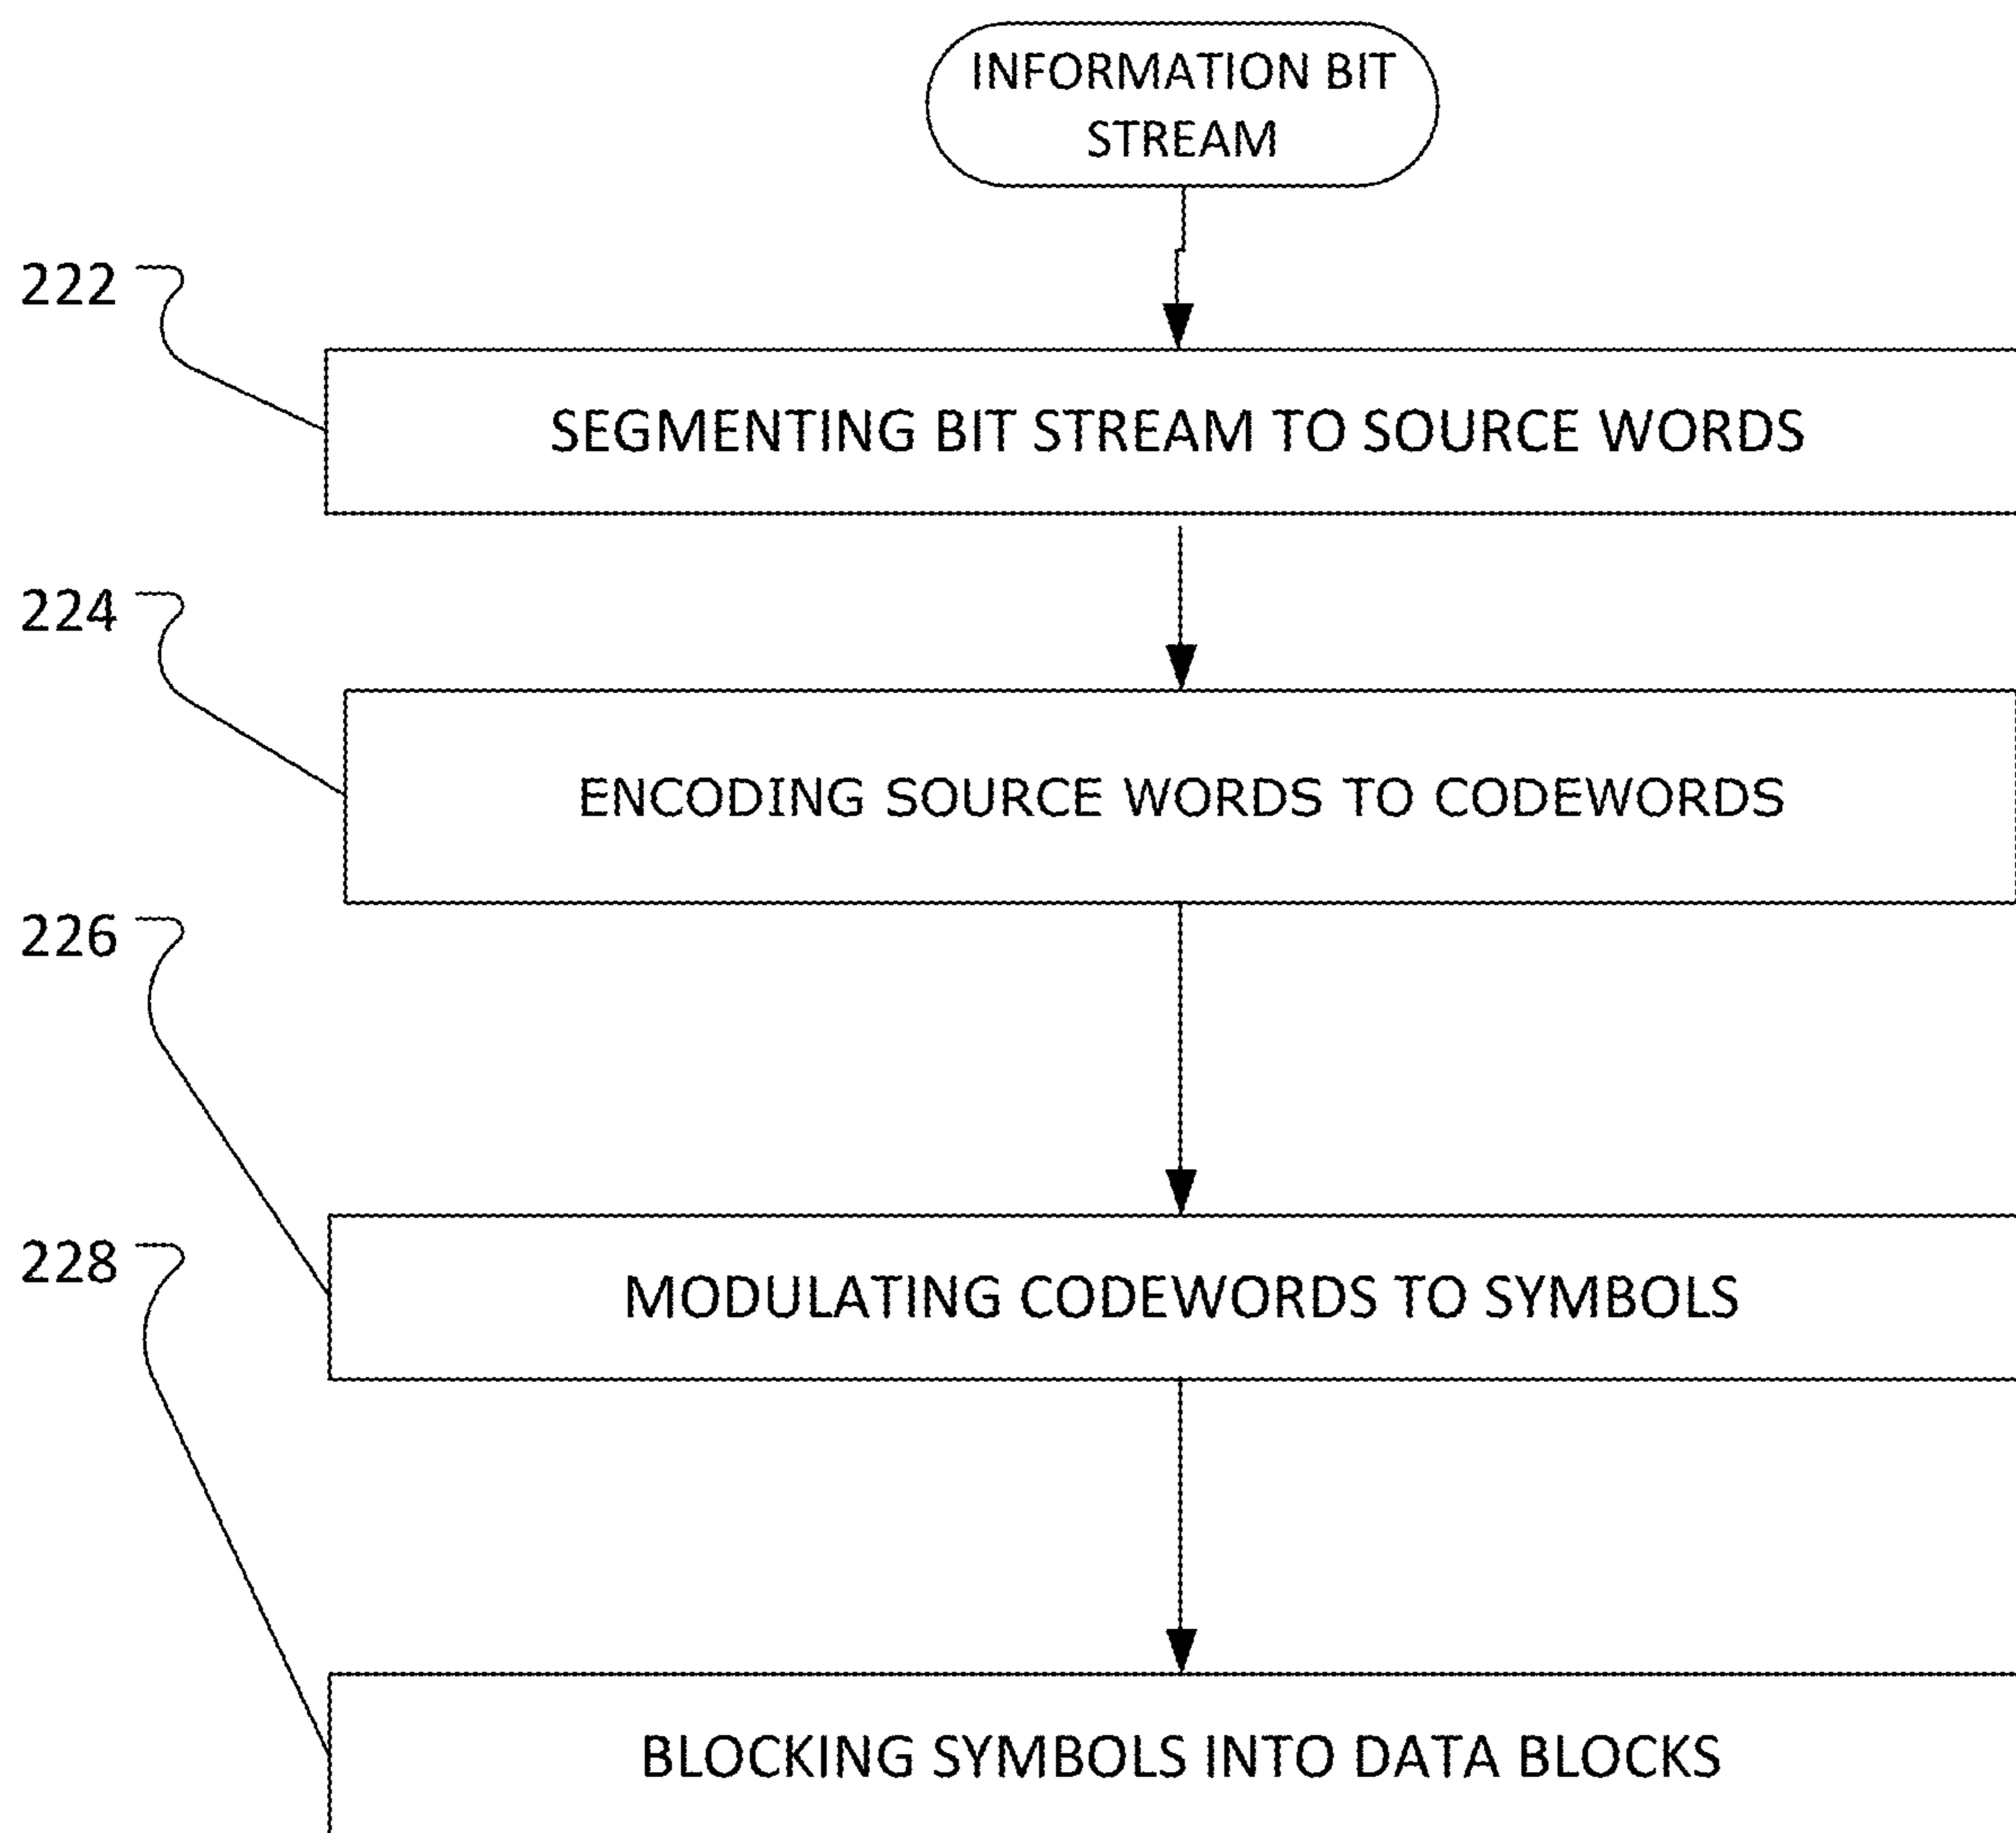 INFORMATION BIT
STREAM
222
SEGMENTING BIT STREAM TO SOURCE WORDS
224
ENCODING SOURCE WORDS TO CODEWORDS
226
MODULATING CODEWORDS TO SYMBOLS
228
BLOCKING SYMBOLS INTO DATA BLOCKS